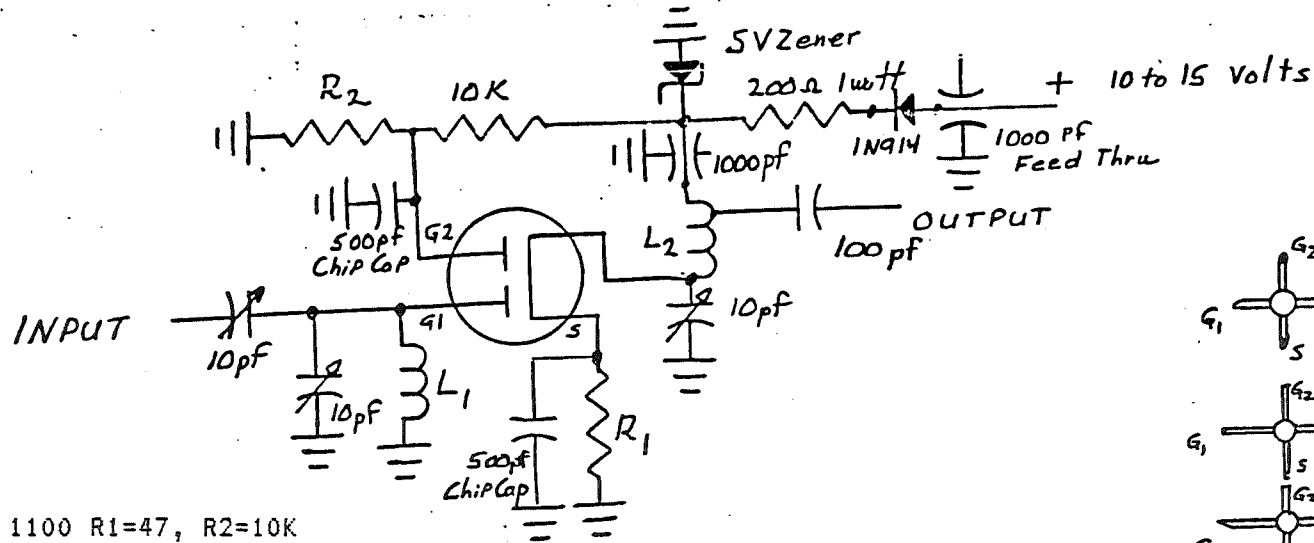 5V Zener
R2
10K
200Ω 1watt
+ 10 to 15 Volts
1N914
1000 pf
Feed Thru
1000pf
500pf
Chip Cap
G2
L2
100pf
OUTPUT
INPUT
10pf
10pf
L1
G1
S
10pf
500pf
Chip Cap
R1
G2
G1
S
G2
G1
S
G2
1100 R1=47, R2=10K